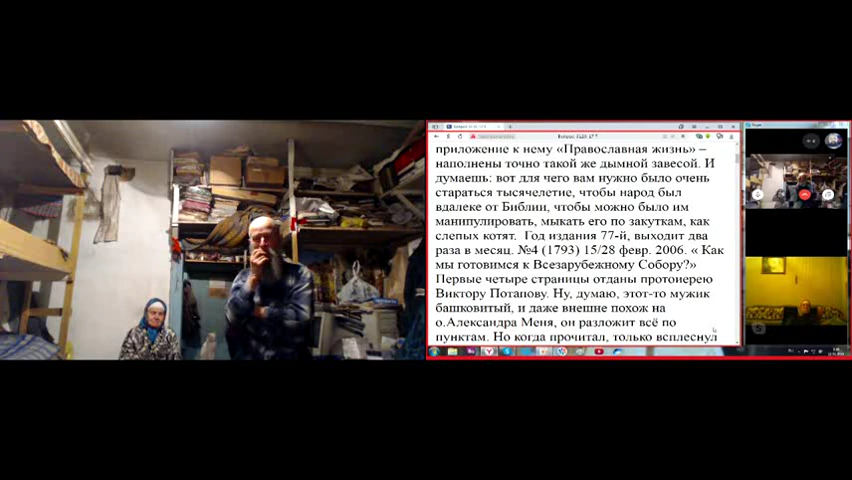 приложение к нему «Православная жизнь» –
наполнены точно такой же дымной завесой. И
думаешь: вот для чего вам нужно было очень
стараться тысячелетие, чтобы народ был
вдалеке от Библии, чтобы можно было им
манипулировать, мыкать его по закуткам, как
слепых котят.  Год издания 77-й, выходит два
раза в месяц. №4 (1793) 15/28 февр. 2006. « Как
мы готовимся к Всезарубежному Собору?»
Первые четыре страницы отданы протоиерею
Виктору Потапову. Ну, думаю, этот-то мужик
башковитый, и даже внешне похож на
о.Александра Меня, он разложит всё по
пунктам. Но когда прочитал, только всплеснул